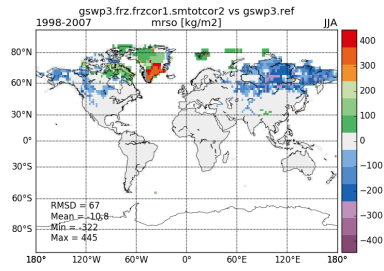 gswp3.frz.frzcor1.smtotcor2 vs gswp3.ref
1998-2007 mrso [kg/m2] JJA
80°N
60°N
30°N
0°
30°S
60°S
80°S
180° 120°W 60°W 0° 60°E 120°E 180°
RMSD = 67
Mean = -10.8
Min = -322
Max = 445
400
300
200
100
0
−100
−200
−300
−400